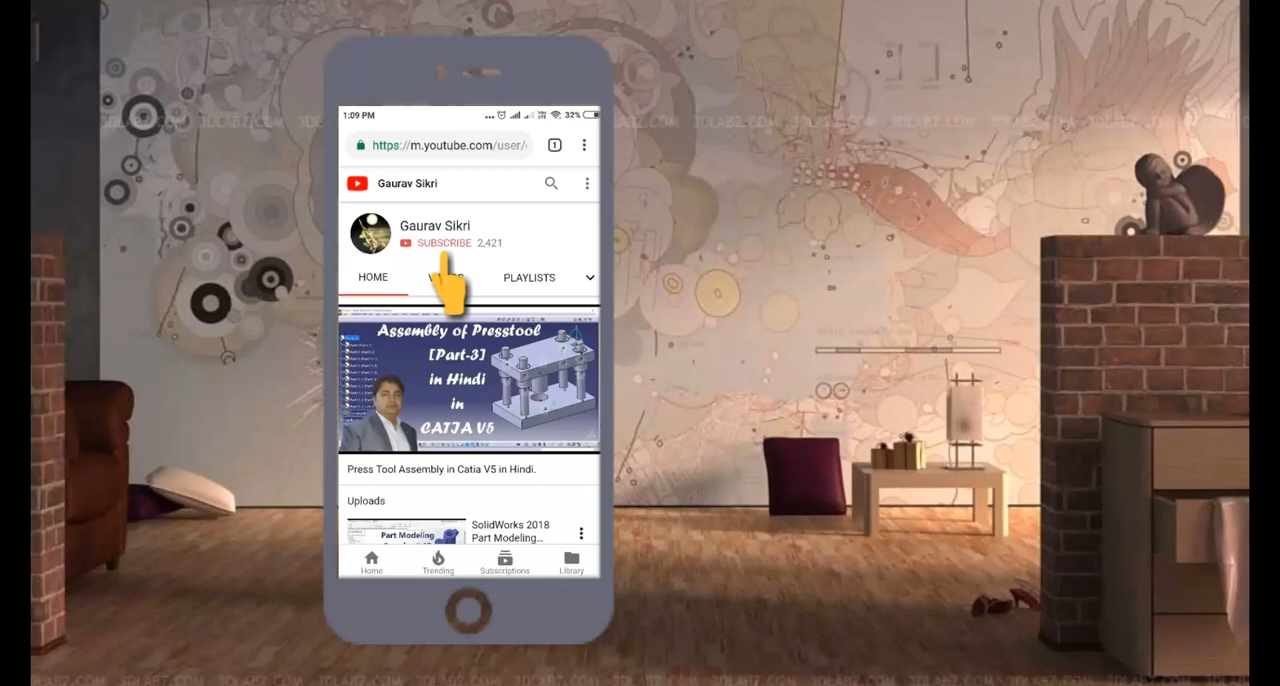 1:09 PM
32%
https://m.youtube.com/user/
1
Gaurav Sikri
Gaurav Sikri
SUBSCRIBE 2,421
HOME
PLAYLISTS
Assembly of Presstool
[Part-3]
in Hindi
in
CATIA V5
Press Tool Assembly in Catia V5 in Hindi.
Uploads
Part Modeling
SolidWorks 2018
Part Modeling...
Home
Trending
Subscriptions
Library
3DLABZ.COM